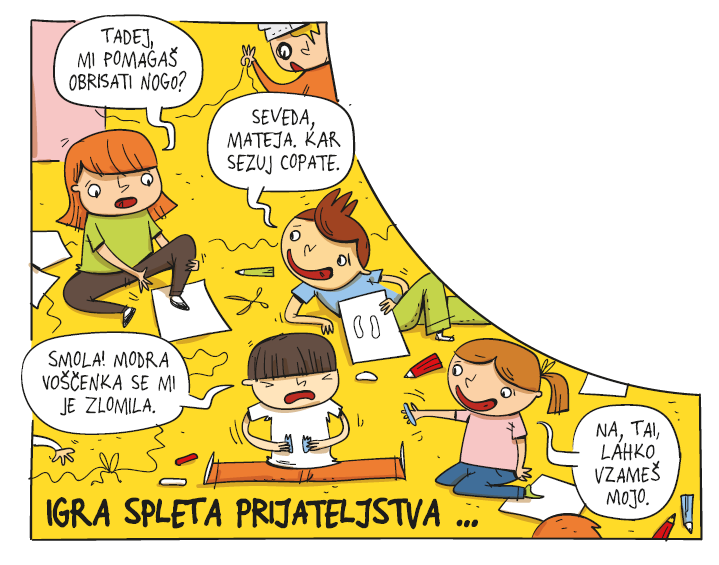 TADEJ,
MI POMAGAŠ
OBRISATI NOGO?
SEVEDA,
MATEJA. KAR
SEZUJ COPATE.
SMOLA! MODRA
VOŠČENKA SE MI
JE ZLOMILA.
NA, TAI,
LAHKO
VZAMEŠ
MOJO.
IGRA SPLETA PRIJATELJSTVA ...